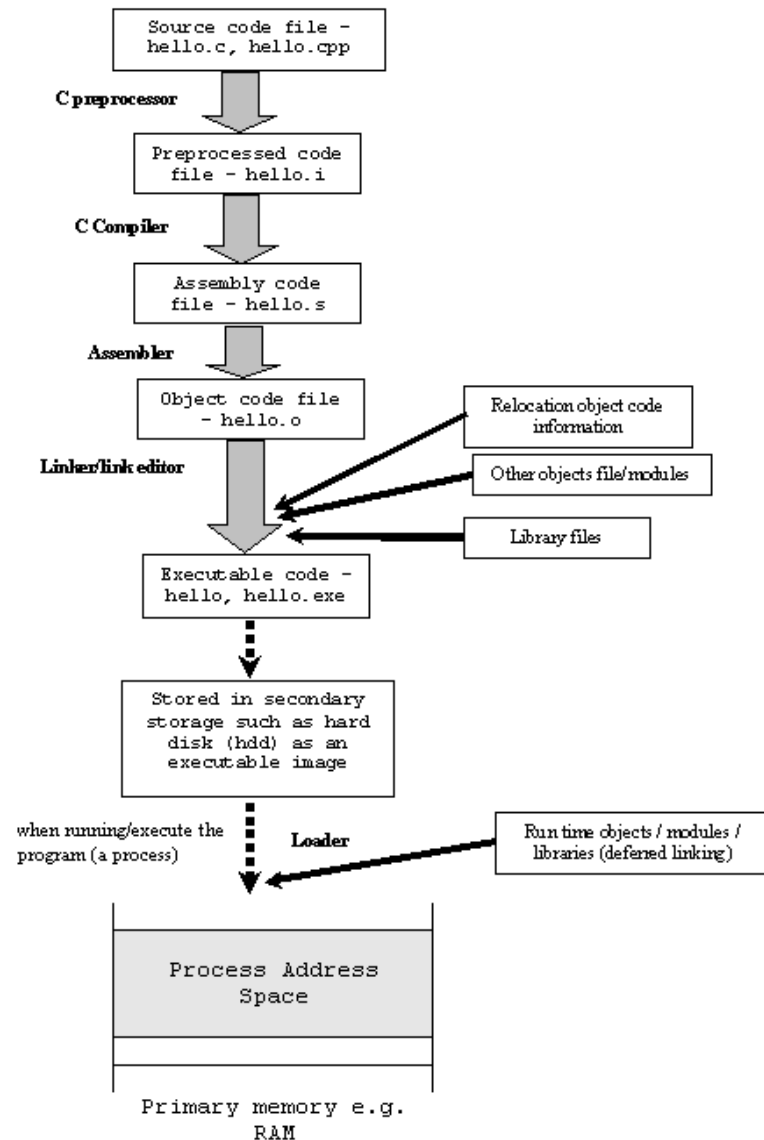 Source code file -
hello.c, hello.cpp
C preprocessor
Preprocessed code
file - hello.i
C Compiler
Assembly code
file - hello.s
Assembler
Object code file
- hello.o
Relocation object code
information
Linker/link editor
Other objects file/modules
Library files
Executable code -
hello, hello.exe
Stored in secondary
storage such as hard
disk (hdd) as an
executable image
when running/execute the
program (a process)
Loader
Run time objects / modules /
libraries (deferred linking)
Process Address
Space
Primary memory e.g.
RAM